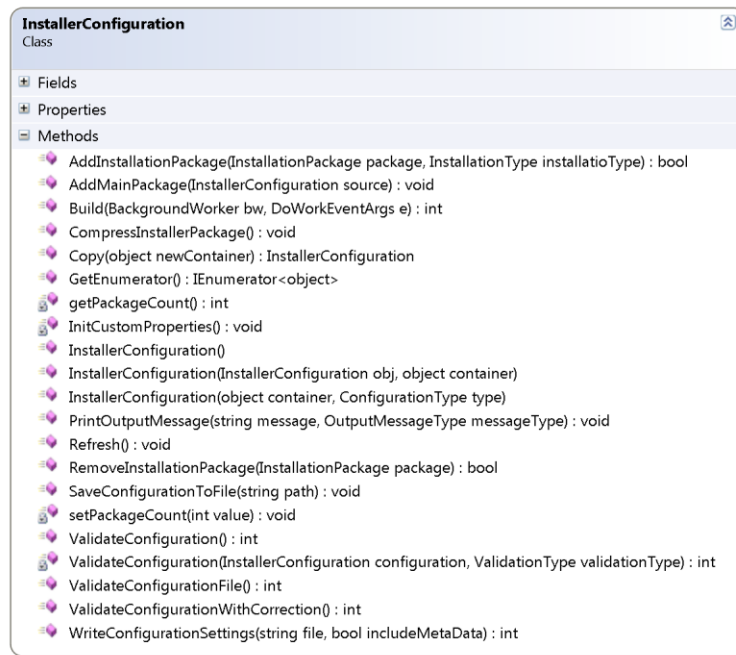 InstallerConfiguration
Class
Fields
Properties
Methods
AddInstallationPackage(InstallationPackage package, InstallationType installatioType) : bool
AddMainPackage(InstallerConfiguration source) : void
Build(BackgroundWorker bw, DoWorkEventArgs e) : int
CompressInstallerPackage() : void
Copy(object newContainer) : InstallerConfiguration
GetEnumerator() : IEnumerator<object>
getPackageCount() : int
InitCustomProperties() : void
InstallerConfiguration()
InstallerConfiguration(InstallerConfiguration obj, object container)
InstallerConfiguration(object container, ConfigurationType type)
PrintOutputMessage(string message, OutputMessageType messageType) : void
Refresh() : void
RemoveInstallationPackage(InstallationPackage package) : bool
SaveConfigurationToFile(string path) : void
setPackageCount(int value) : void
ValidateConfiguration() : int
ValidateConfiguration(InstallerConfiguration configuration, ValidationType validationType) : int
ValidateConfigurationFile() : int
ValidateConfigurationWithCorrection() : int
WriteConfigurationSettings(string file, bool includeMetaData) : int